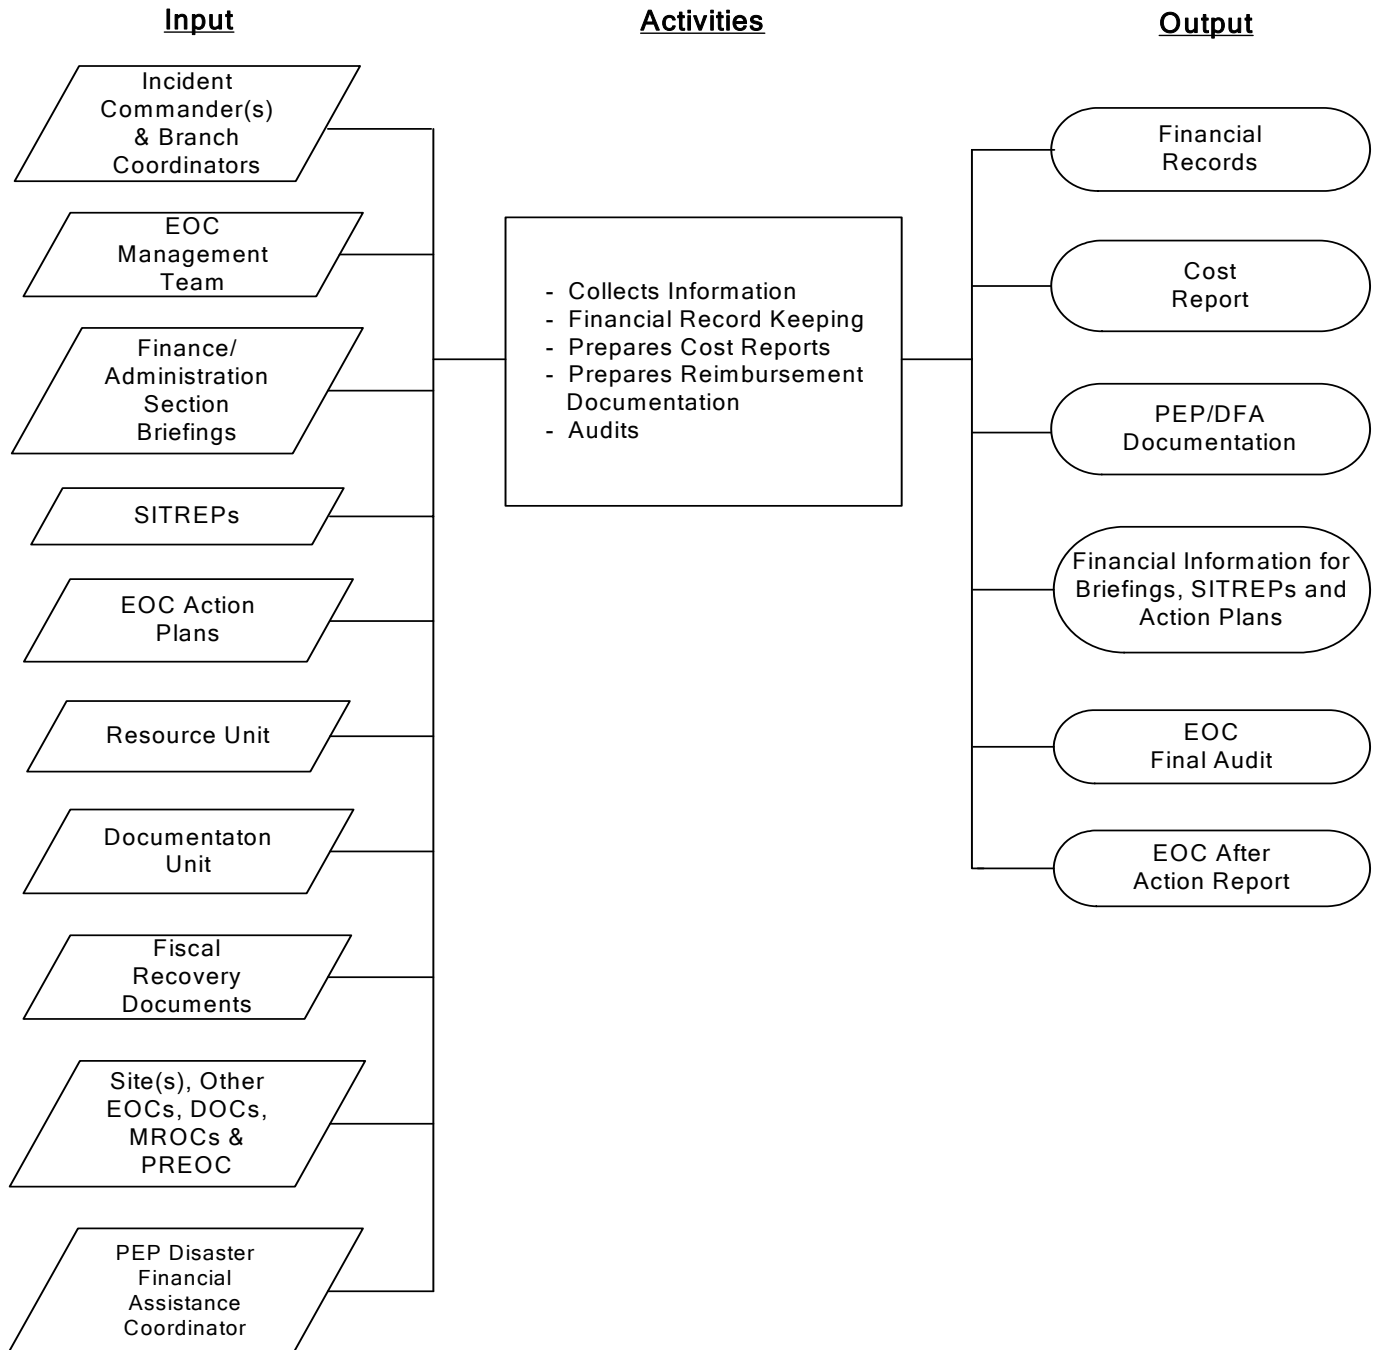 Input
Activities
Output
Incident
Commander(s)
& Branch
Coordinators
EOC
Management
Team
Finance/
Administration
Section
Briefings
SITREPs
EOC Action
Plans
Resource Unit
Documentaton
Unit
Fiscal
Recovery
Documents
Site(s), Other
EOCs, DOCs,
MROCs &
PREOC
PEP Disaster
Financial
Assistance
Coordinator
- Collects Information
- Financial Record Keeping
- Prepares Cost Reports
- Prepares Reimbursement
Documentation
- Audits
Financial
Records
Cost
Report
PEP/DFA
Documentation
Financial Information for
Briefings, SITREPs and
Action Plans
EOC
Final Audit
EOC After
Action Report